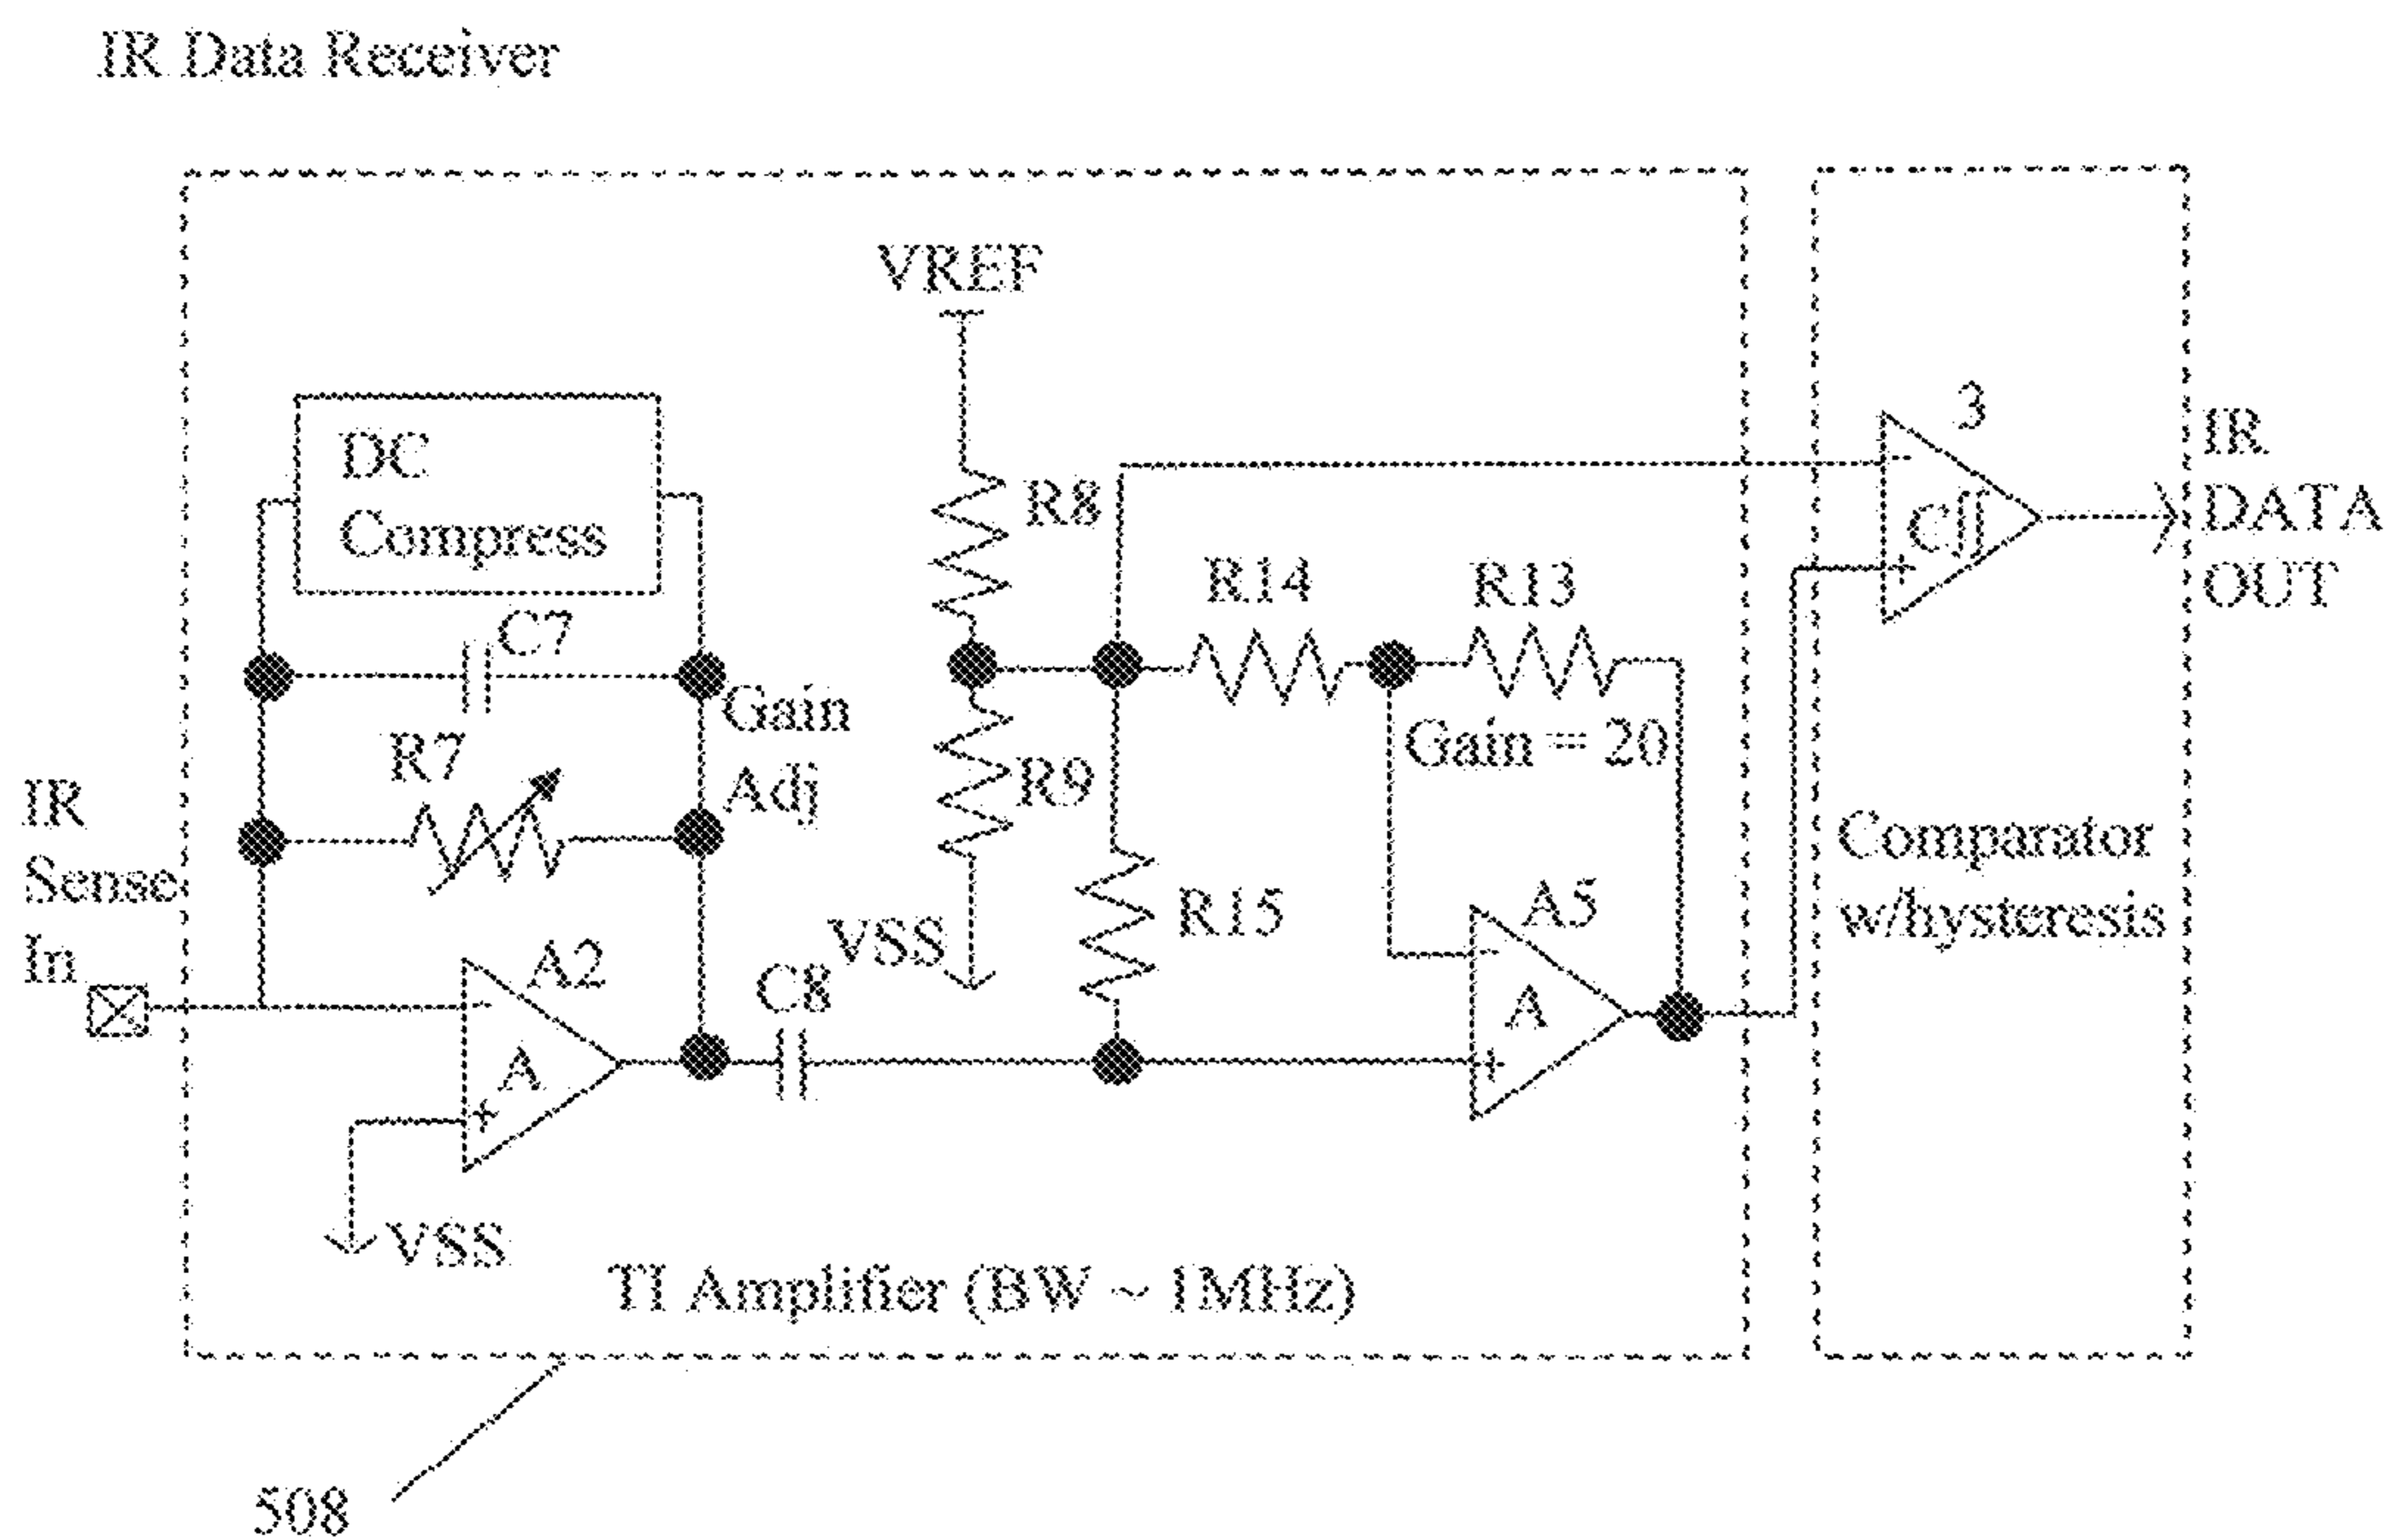 IR Data Receiver
VREF
DC
Compress
C7
Gain
Adj
R7
IR
Sense
In
A2
A
VSS
C8
R8
R9
VSS
R14
R13
Gain = 20
R15
A5
A
3
C∬
IR
DATA
OUT
Comparator
w/hysteresis
TI Amplifier (BW ~ 1MHz)
508